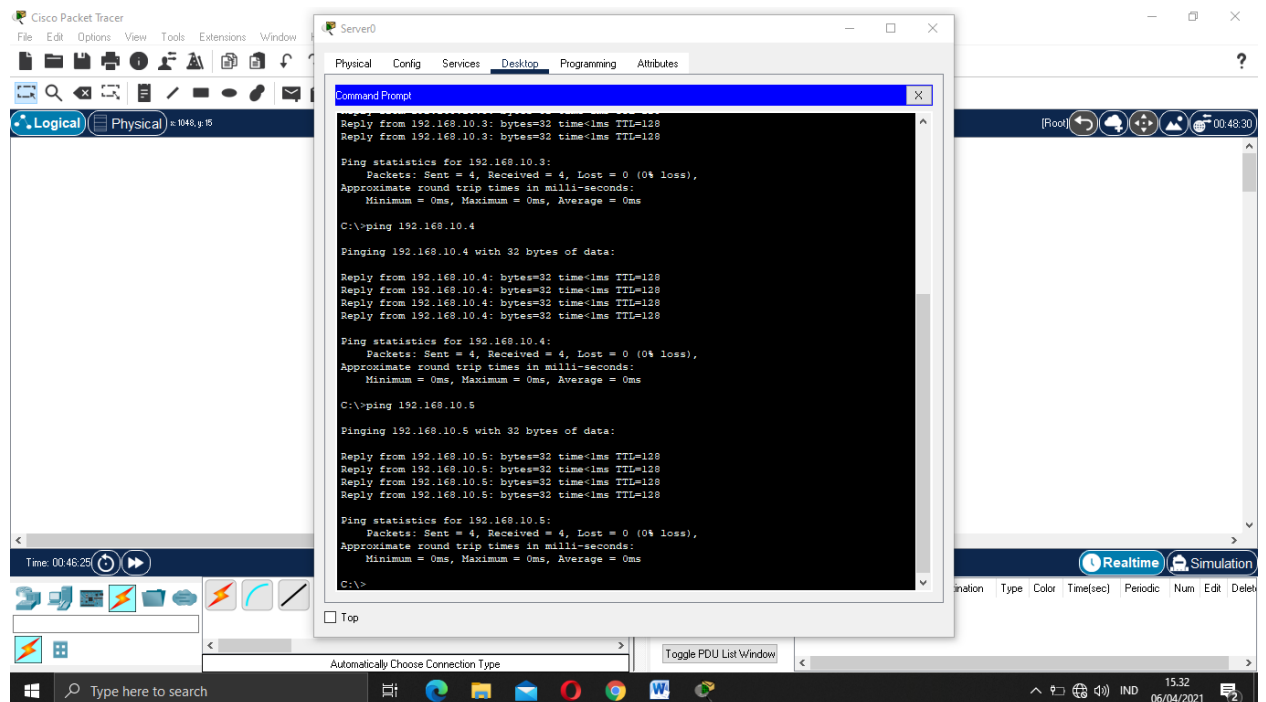 Cisco Packet Tracer
File Edit Options View Tools Extensions Window
Server0
Physical Config Services Desktop Programming Attributes
?
Command Prompt
X
Logical Physical x: 1048, y: 15
[Root] 00:48:30
Reply from 192.168.10.3: bytes=32 time<1ms TTL=128
Reply from 192.168.10.3: bytes=32 time<1ms TTL=128
Ping statistics for 192.168.10.3:
Packets: Sent = 4, Received = 4, Lost = 0 (0% loss),
Approximate round trip times in milli-seconds:
Minimum = 0ms, Maximum = 0ms, Average = 0ms
C:\>ping 192.168.10.4
Pinging 192.168.10.4 with 32 bytes of data:
Reply from 192.168.10.4: bytes=32 time<1ms TTL=128
Reply from 192.168.10.4: bytes=32 time<1ms TTL=128
Reply from 192.168.10.4: bytes=32 time<1ms TTL=128
Reply from 192.168.10.4: bytes=32 time<1ms TTL=128
Ping statistics for 192.168.10.4:
Packets: Sent = 4, Received = 4, Lost = 0 (0% loss),
Approximate round trip times in milli-seconds:
Minimum = 0ms, Maximum = 0ms, Average = 0ms
C:\>ping 192.168.10.5
Pinging 192.168.10.5 with 32 bytes of data:
Reply from 192.168.10.5: bytes=32 time<1ms TTL=128
Reply from 192.168.10.5: bytes=32 time<1ms TTL=128
Reply from 192.168.10.5: bytes=32 time<1ms TTL=128
Reply from 192.168.10.5: bytes=32 time<1ms TTL=128
Ping statistics for 192.168.10.5:
Packets: Sent = 4, Received = 4, Lost = 0 (0% loss),
Approximate round trip times in milli-seconds:
Minimum = 0ms, Maximum = 0ms, Average = 0ms
C:\>
Top
Time: 00:46:25
Realtime Simulation
ination Type Color Time(sec) Periodic Num Edit Delet
Toggle PDU List Window
Automatically Choose Connection Type
Type here to search
IND
15.32
06/04/2021
2